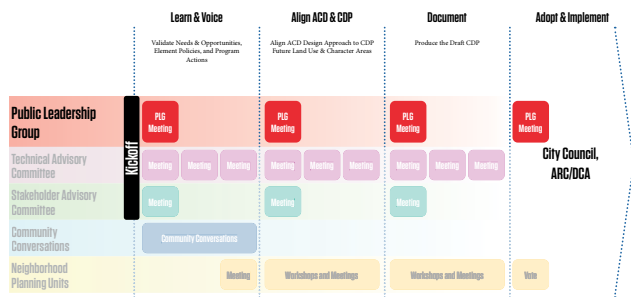 Learn & Voice
Align ACD & CDP
Document
Adopt & Implement
Validate Needs & Opportunities,
Element Policies, and Program
Actions
Align ACD Design Approach to CDP
Future Land Use & Character Areas
Produce the Draft CDP
Public Leadership
Group
Kickoff
PLG
Meeting
PLG
Meeting
PLG
Meeting
PLG
Meeting
City Council,
ARC/DCA
Technical Advisory
Committee
Meeting
Meeting
Meeting
Meeting
Meeting
Meeting
Meeting
Meeting
Meeting
Stakeholder Advisory
Committee
Meeting
Meeting
Meeting
Community
Conversations
Community Conversations
Neighborhood
Planning Units
Meeting
Workshops and Meetings
Workshops and Meetings
Vote